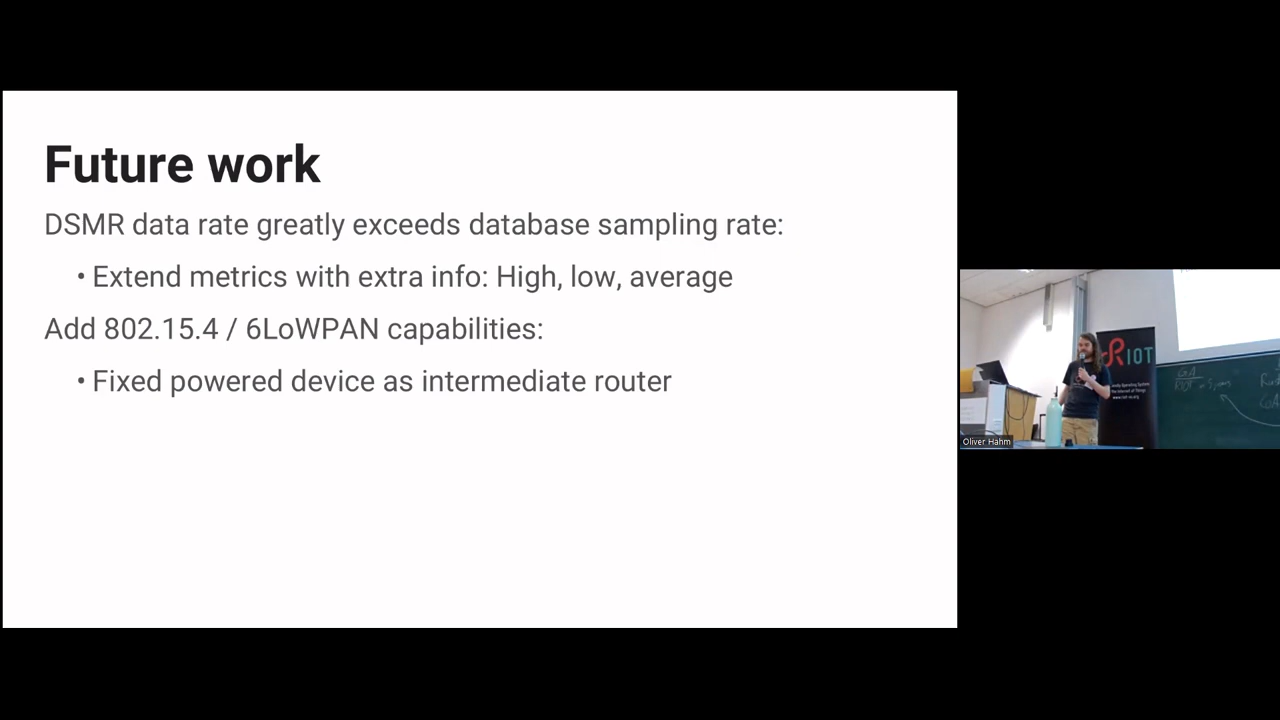 Future work
DSMR data rate greatly exceeds database sampling rate:
• Extend metrics with extra info: High, low, average
Add 802.15.4 / 6LoWPAN capabilities:
• Fixed powered device as intermediate router
RIOT
Oliver Hahm